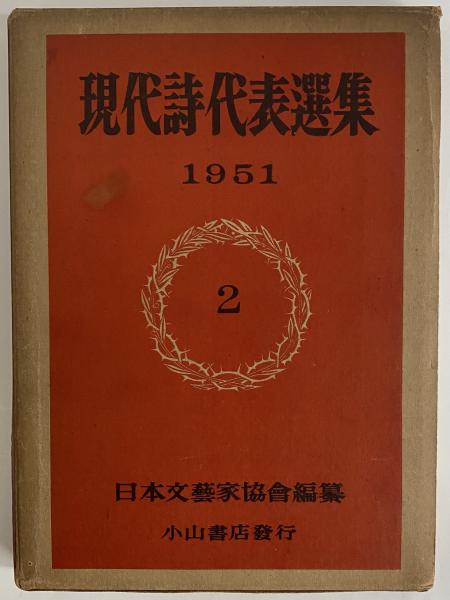 現代詩代表選集
1951
2
日本文藝家協會編纂
小山書店發行